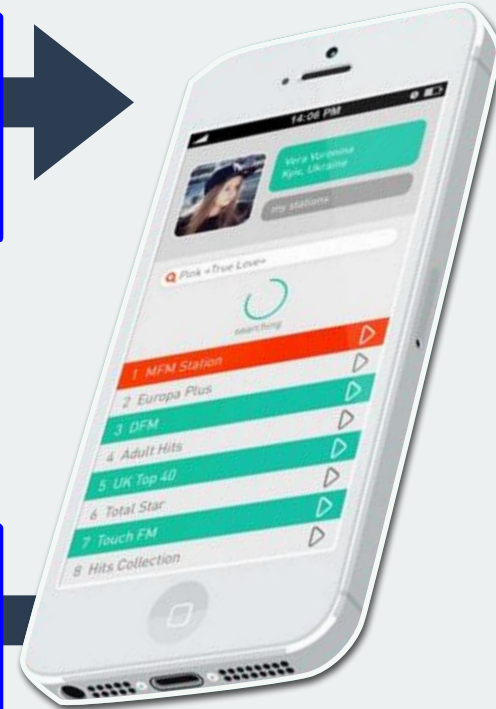 14:06 PM
Vera Voronina
Kyic, Ukraine
my stations
Pink «True Love»
searching
1 MFM Station
2 Europa Plus
3 DFM
4 Adult Hits
5 UK Top 40
6 Total Star
7 Touch FM
8 Hits Collection